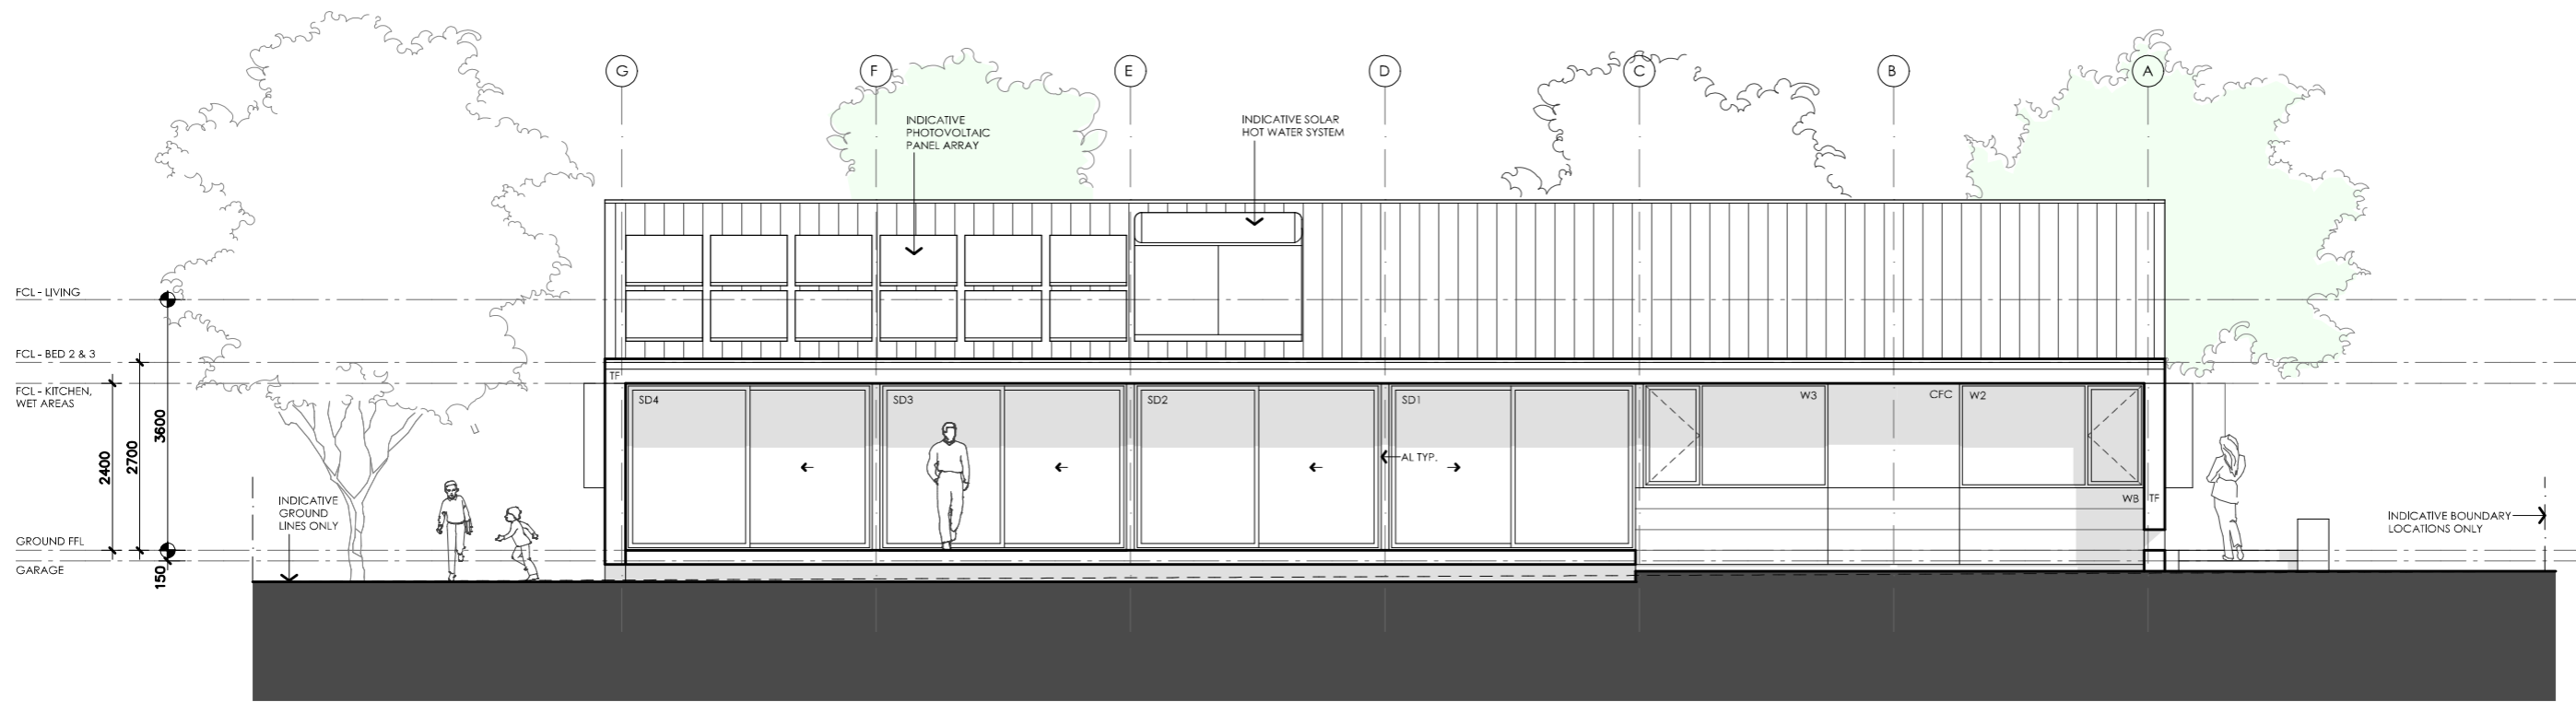 G
F
E
D
C
B
A
INDICATIVE
PHOTOVOLTAIC
PANEL ARRAY
INDICATIVE SOLAR
HOT WATER SYSTEM
FCL - LIVING
FCL - BED 2 & 3
FCL - KITCHEN,
WET AREAS
3600
2700
2400
150
GROUND FFL
GARAGE
INDICATIVE
GROUND
LINES ONLY
TF
SD4
SD3
SD2
SD1
AL TYP.
W3
CFC
W2
WB
TF
INDICATIVE BOUNDARY
LOCATIONS ONLY